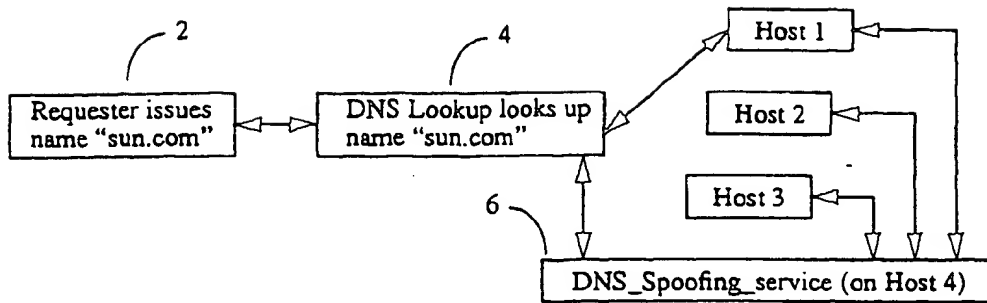 2
4
Host 1
Requester issues
name “sun.com”
DNS Lookup looks up
name “sun.com”
Host 2
Host 3
6
DNS_Spoofing_service (on Host 4)